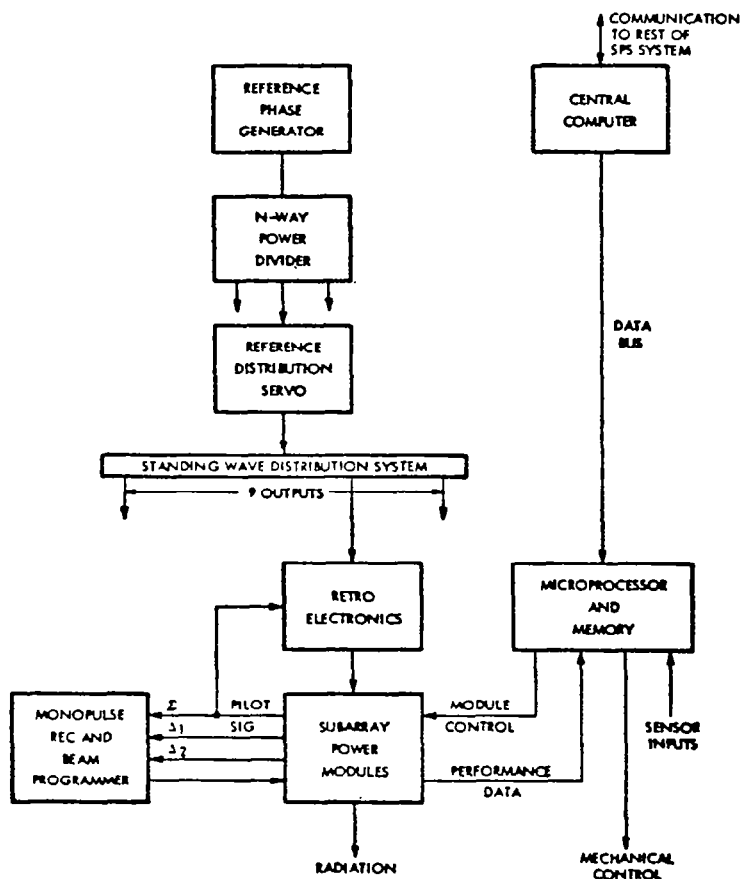 COMMUNICATION
TO REST OF
SPS SYSTEM
REFERENCE
PHASE
GENERATOR
CENTRAL
COMPUTER
N-WAY
POWER
DIVIDER
REFERENCE
DISTRIBUTION
SERVO
DATA
BUS
STANDING WAVE DISTRIBUTION SYSTEM
9 OUTPUTS
RETRO
ELECTRONICS
MICROPROCESSOR
AND
MEMORY
MONOPULSE
REC AND
BEAM
PROGRAMMER
Σ PILOT
Δ1 SIG
Δ2
SUBARRAY
POWER
MODULES
MODULE
CONTROL
PERFORMANCE
DATA
SENSOR
INPUTS
RADIATION
MECHANICAL
CONTROL